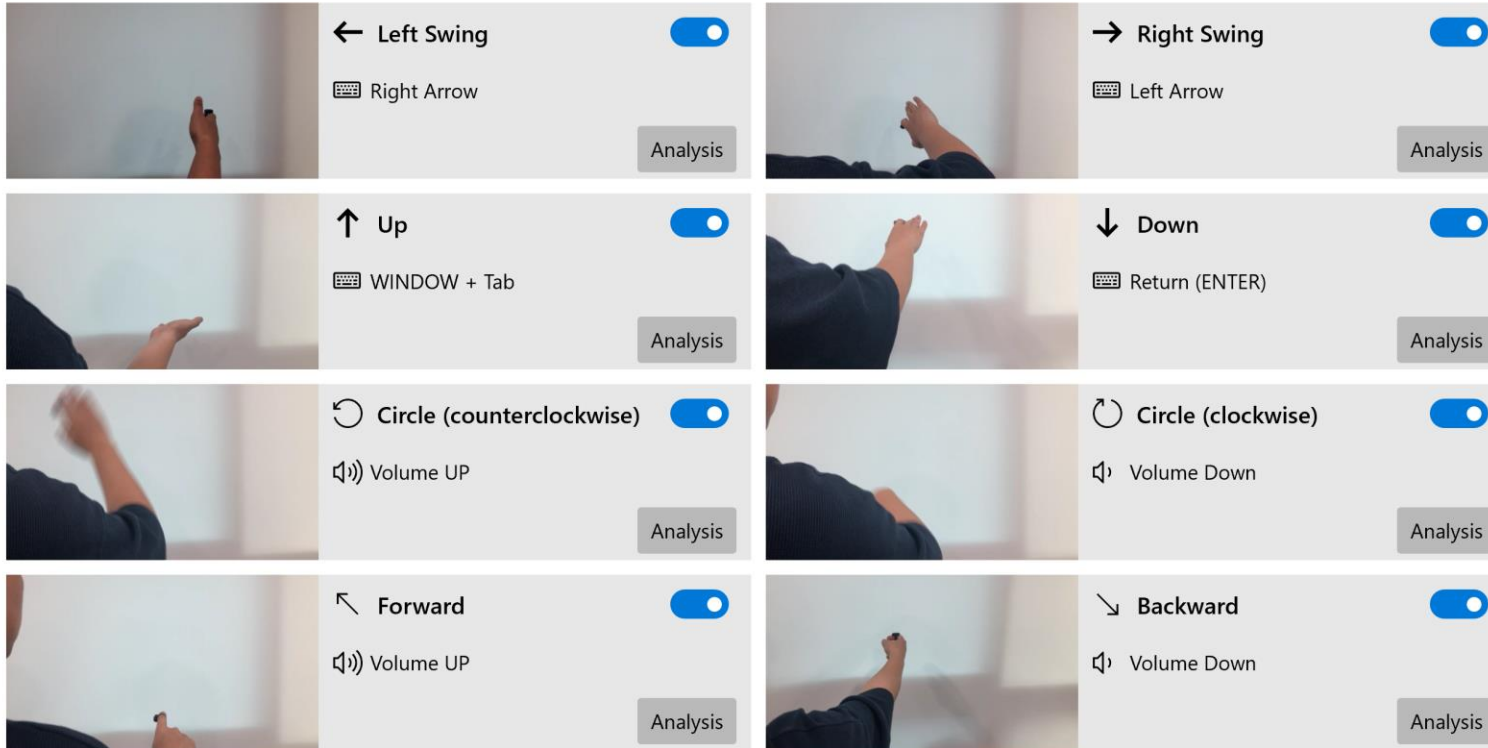 Left Swing
Right Arrow
Analysis
Right Swing
Left Arrow
Analysis
Up
WINDOW + Tab
Analysis
Down
Return (ENTER)
Analysis
Circle (counterclockwise)
Volume UP
Analysis
Circle (clockwise)
Volume Down
Analysis
Forward
Volume UP
Analysis
Backward
Volume Down
Analysis